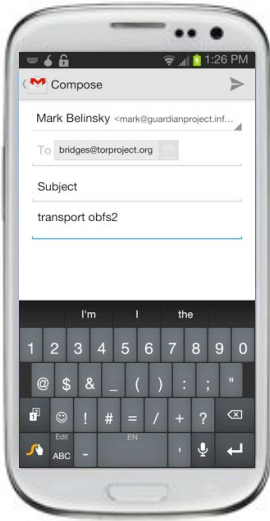 1:26 PM
Compose
Mark Belinsky <mark@guardianproject.inf...
To bridges@torproject.org
Subject
transport obfs2
I'm I the
1 2 3 4 5 6 7 8 9 0
@ $ & _ ( ) : ; "
! # = / + ?
Edit EN
ABC - '